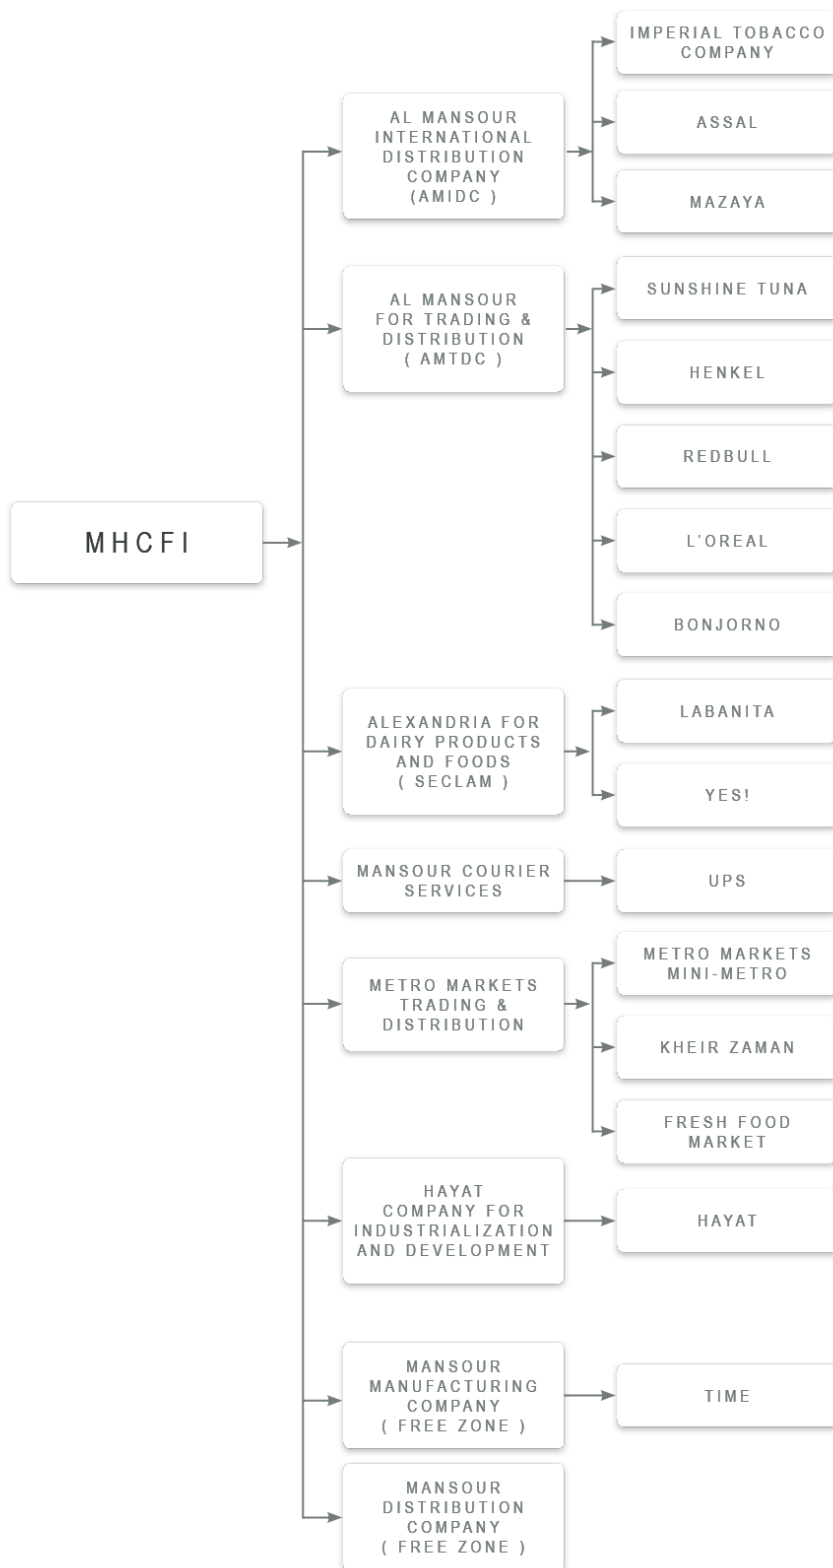 MHCFI
AL MANSOUR
INTERNATIONAL
DISTRIBUTION
COMPANY
(AMIDC )
IMPERIAL TOBACCO
COMPANY
ASSAL
MAZAYA
AL MANSOUR
FOR TRADING &
DISTRIBUTION
( AMTDC )
SUNSHINE TUNA
HENKEL
REDBULL
L'OREAL
BONJORNO
ALEXANDRIA FOR
DAIRY PRODUCTS
AND FOODS
( SECLAM )
LABANITA
YES!
MANSOUR COURIER
SERVICES
UPS
METRO MARKETS
TRADING &
DISTRIBUTION
METRO MARKETS
MINI-METRO
KHEIR ZAMAN
FRESH FOOD
MARKET
HAYAT
COMPANY FOR
INDUSTRIALIZATION
AND DEVELOPMENT
HAYAT
MANSOUR
MANUFACTURING
COMPANY
( FREE ZONE )
TIME
MANSOUR
DISTRIBUTION
COMPANY
( FREE ZONE )